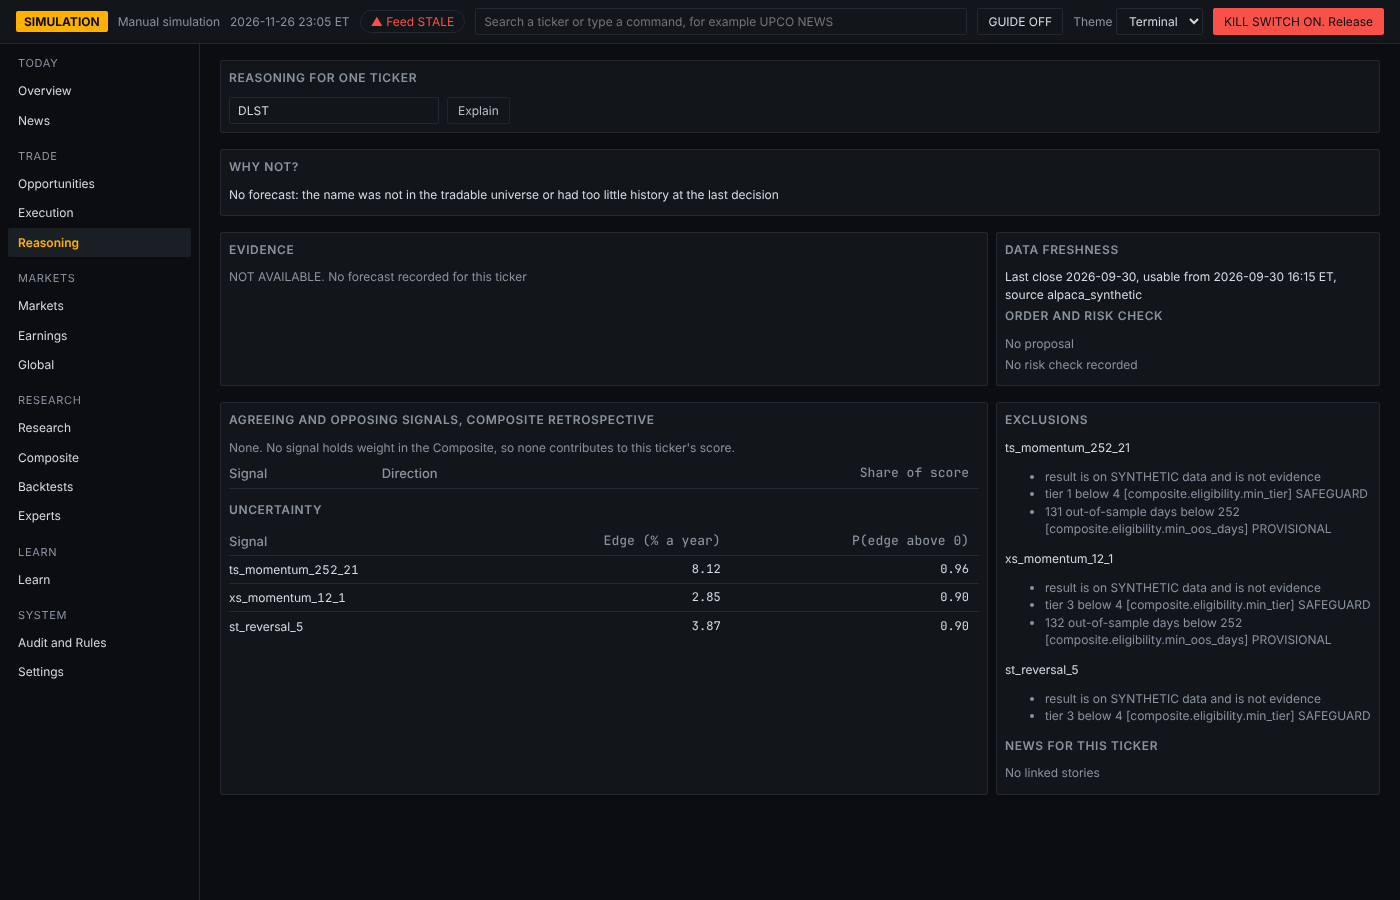 SIMULATION Manual simulation 2026-11-26 23:05 ET ▲ Feed STALE Search a ticker or type a command, for example UPCO NEWS GUIDE OFF Theme Terminal KILL SWITCH ON. Release
TODAY
Overview
News
TRADE
Opportunities
Execution
Reasoning
MARKETS
Markets
Earnings
Global
RESEARCH
Research
Composite
Backtests
Experts
LEARN
Learn
SYSTEM
Audit and Rules
Settings
REASONING FOR ONE TICKER
DLST Explain
WHY NOT?
No forecast: the name was not in the tradable universe or had too little history at the last decision
EVIDENCE
NOT AVAILABLE. No forecast recorded for this ticker
DATA FRESHNESS
Last close 2026-09-30, usable from 2026-09-30 16:15 ET,
source alpaca_synthetic
ORDER AND RISK CHECK
No proposal
No risk check recorded
AGREEING AND OPPOSING SIGNALS, COMPOSITE RETROSPECTIVE
None. No signal holds weight in the Composite, so none contributes to this ticker's score.
Signal Direction Share of score
UNCERTAINTY
Signal Edge (% a year) P(edge above 0)
ts_momentum_252_21 8.12 0.96
xs_momentum_12_1 2.85 0.90
st_reversal_5 3.87 0.90
EXCLUSIONS
ts_momentum_252_21
• result is on SYNTHETIC data and is not evidence
• tier 1 below 4 [composite.eligibility.min_tier] SAFEGUARD
• 131 out-of-sample days below 252
[composite.eligibility.min_oos_days] PROVISIONAL
xs_momentum_12_1
• result is on SYNTHETIC data and is not evidence
• tier 3 below 4 [composite.eligibility.min_tier] SAFEGUARD
• 132 out-of-sample days below 252
[composite.eligibility.min_oos_days] PROVISIONAL
st_reversal_5
• result is on SYNTHETIC data and is not evidence
• tier 3 below 4 [composite.eligibility.min_tier] SAFEGUARD
NEWS FOR THIS TICKER
No linked stories